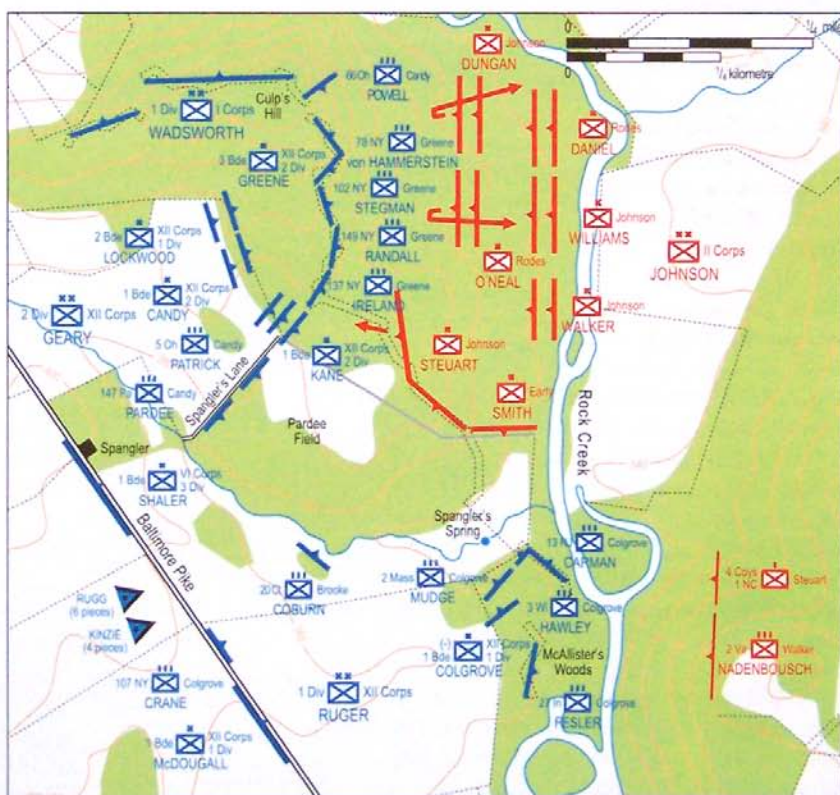 0
1/4 mile
0
1/4 kilometre
Johnson
DUNGAN
66 Oh Candy
POWELL
Culp's
Hill
1 Div I Corps
WADSWORTH
Rodes
DANIEL
78 NY Greene
von HAMMERSTEIN
3 Bde XII Corps
2 Div
GREENE
102 NY Greene
STEGMAN
Johnson
WILLIAMS
II Corps
JOHNSON
2 Bde XII Corps
1 Div
LOCKWOOD
149 NY Greene
RANDALL
Rodes
O'NEAL
137 NY Greene
IRELAND
1 Bde XII Corps
2 Div
CANDY
Johnson
WALKER
2 Div XII Corps
GEARY
5 Oh Candy
PATRICK
1 Bde XII Corps
2 Div
KANE
Johnson
STEUART
Spangler's Lane
147 Pa Candy
PARDEE
Early
SMITH
Rock Creek
Pardee
Field
Spangler
1 Bde VI Corps
3 Div
SHALER
Baltimore Pike
Spangler's
Spring
13 NJ Colgrove
CARMAN
RUGG
(6 pieces)
KINZIE
(4 pieces)
Brooke
COBURN
2 Mass Colgrove
MUDGE
4 Coys
1 NC
Steuart
3 WI Colgrove
HAWLEY
(-) XII Corps
1 Bde 1 Div
COLGROVE
McAllister's
Woods
2 Va Walker
NADENBOUSCH
107 NY Colgrove
CRANE
1 Div XII Corps
RUGER
27 In Colgrove
FESLER
1 Bde XII Corps
1 Div
McDOUGALL